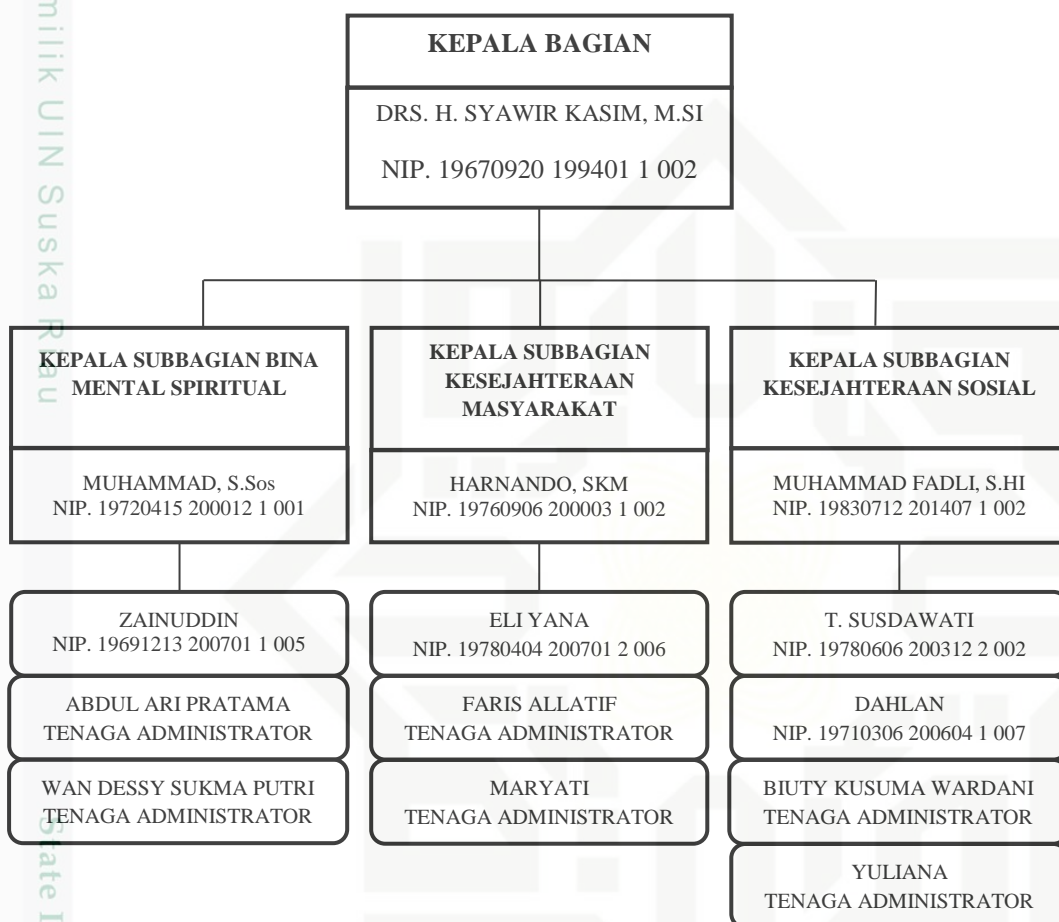 KEPALA BAGIAN
DRS. H. SYAWIR KASIM, M.SI
NIP. 19670920 199401 1 002
KEPALA SUBBAGIAN BINA
MENTAL SPIRITUAL
MUHAMMAD, S.Sos
NIP. 19720415 200012 1 001
ZAINUDDIN
NIP. 19691213 200701 1 005
ABDUL ARI PRATAMA
TENAGA ADMINISTRATOR
WAN DESSY SUKMA PUTRI
TENAGA ADMINISTRATOR
KEPALA SUBBAGIAN
KESEJAHTERAAN
MASYARAKAT
HARNANDO, SKM
NIP. 19760906 200003 1 002
ELI YANA
NIP. 19780404 200701 2 006
FARIS ALLATIF
TENAGA ADMINISTRATOR
MARYATI
TENAGA ADMINISTRATOR
KEPALA SUBBAGIAN
KESEJAHTERAAN SOSIAL
MUHAMMAD FADLI, S.HI
NIP. 19830712 201407 1 002
T. SUSDAWATI
NIP. 19780606 200312 2 002
DAHLAN
NIP. 19710306 200604 1 007
BIUTY KUSUMA WARDANI
TENAGA ADMINISTRATOR
YULIANA
TENAGA ADMINISTRATOR
milik UIN Suska Riau
State I